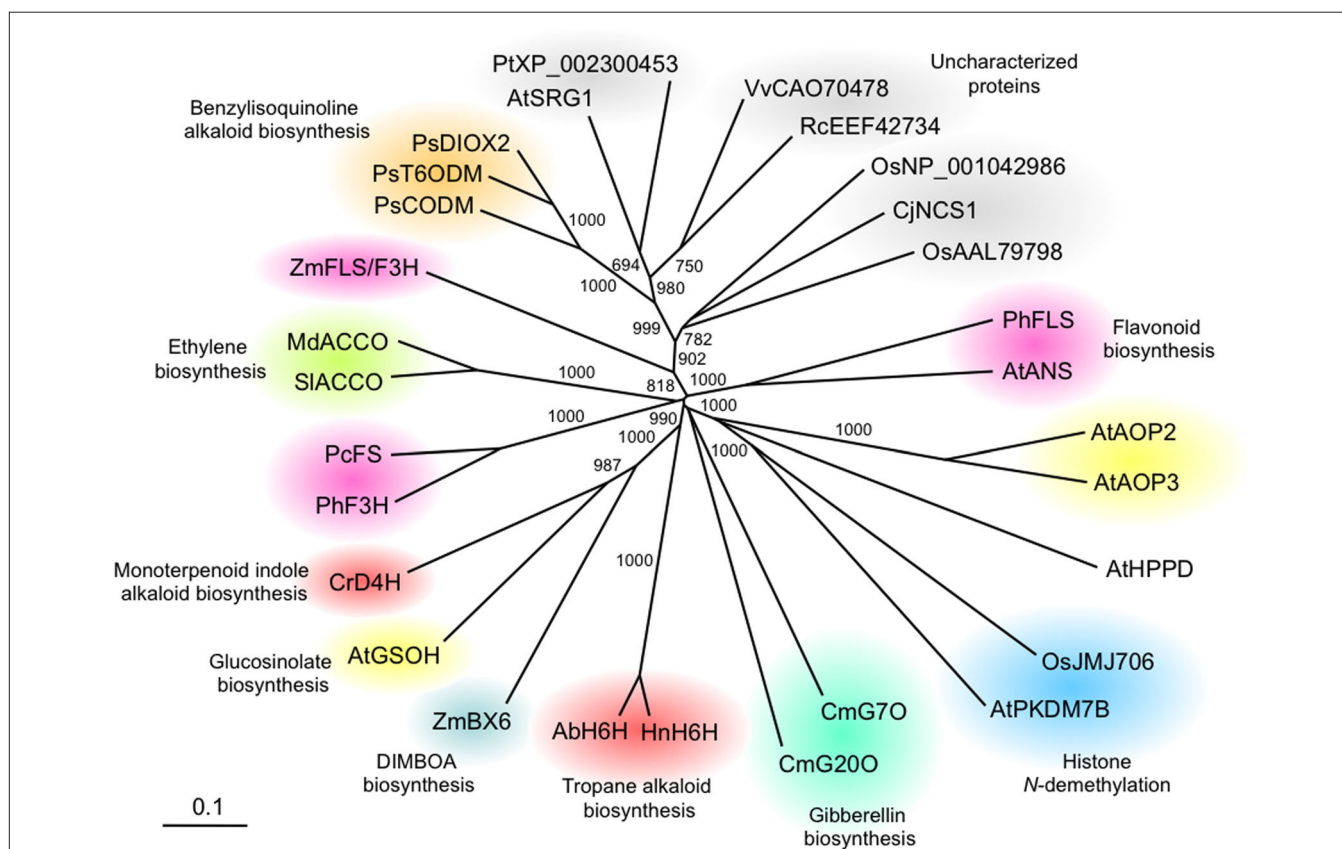 PtXP_002300453
AtSRG1
Uncharacterized
proteins
VvCAO70478
RcEEF42734
Benzylisoquinoline
alkaloid biosynthesis
PsDIOX2
PsT6ODM
PsCODM
OsNP_001042986
CjNCS1
OsAAL79798
1000
694
750
1000
980
ZmFLS/F3H
999
782
902
PhFLS
AtANS
Flavonoid
biosynthesis
Ethylene
biosynthesis
MdACCO
SlACCO
1000
818
1000
1000
990
1000
1000
1000
987
1000
AtAOP2
AtAOP3
PcFS
PhF3H
AtHPPD
Monoterpenoid indole
alkaloid biosynthesis
CrD4H
1000
Glucosinolate
biosynthesis
AtGSOH
OsJMJ706
AtPKDM7B
Histone
N-demethylation
ZmBX6
DIMBOA
biosynthesis
AbH6H HnH6H
Tropane alkaloid
biosynthesis
CmG7O
CmG20O
Gibberellin
biosynthesis
0.1